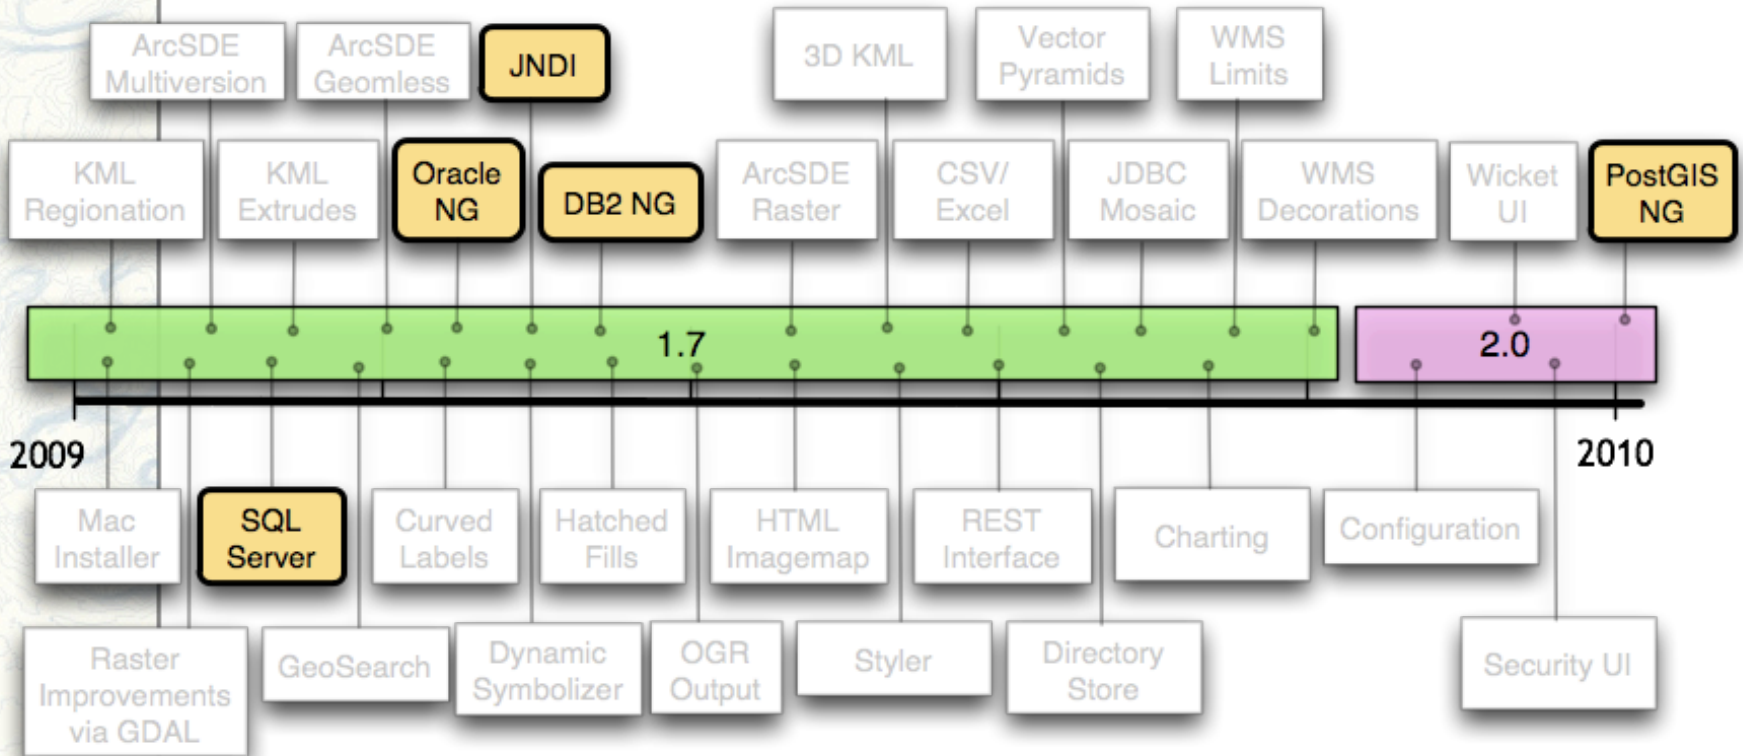 ArcSDE
Multiversion
ArcSDE
Geomless
JNDI
3D KML
Vector
Pyramids
WMS
Limits
KML
Regionation
KML
Extrudes
Oracle
NG
DB2 NG
ArcSDE
Raster
CSV/
Excel
JDBC
Mosaic
WMS
Decorations
Wicket
UI
PostGIS
NG
1.7
2.0
2009
2010
Mac
Installer
SQL
Server
Curved
Labels
Hatched
Fills
HTML
Imagemap
REST
Interface
Charting
Configuration
Raster
Improvements
via GDAL
GeoSearch
Dynamic
Symbolizer
OGR
Output
Styler
Directory
Store
Security UI